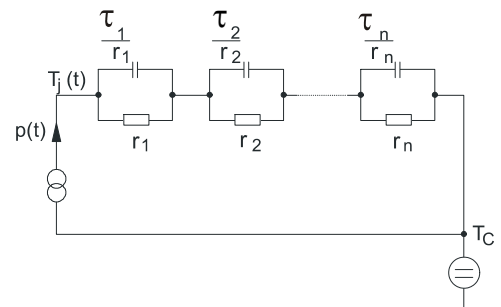 τ1/r1 τ2/r2 τn/rn
Tj(t)
p(t)
r1 r2 rn
TC